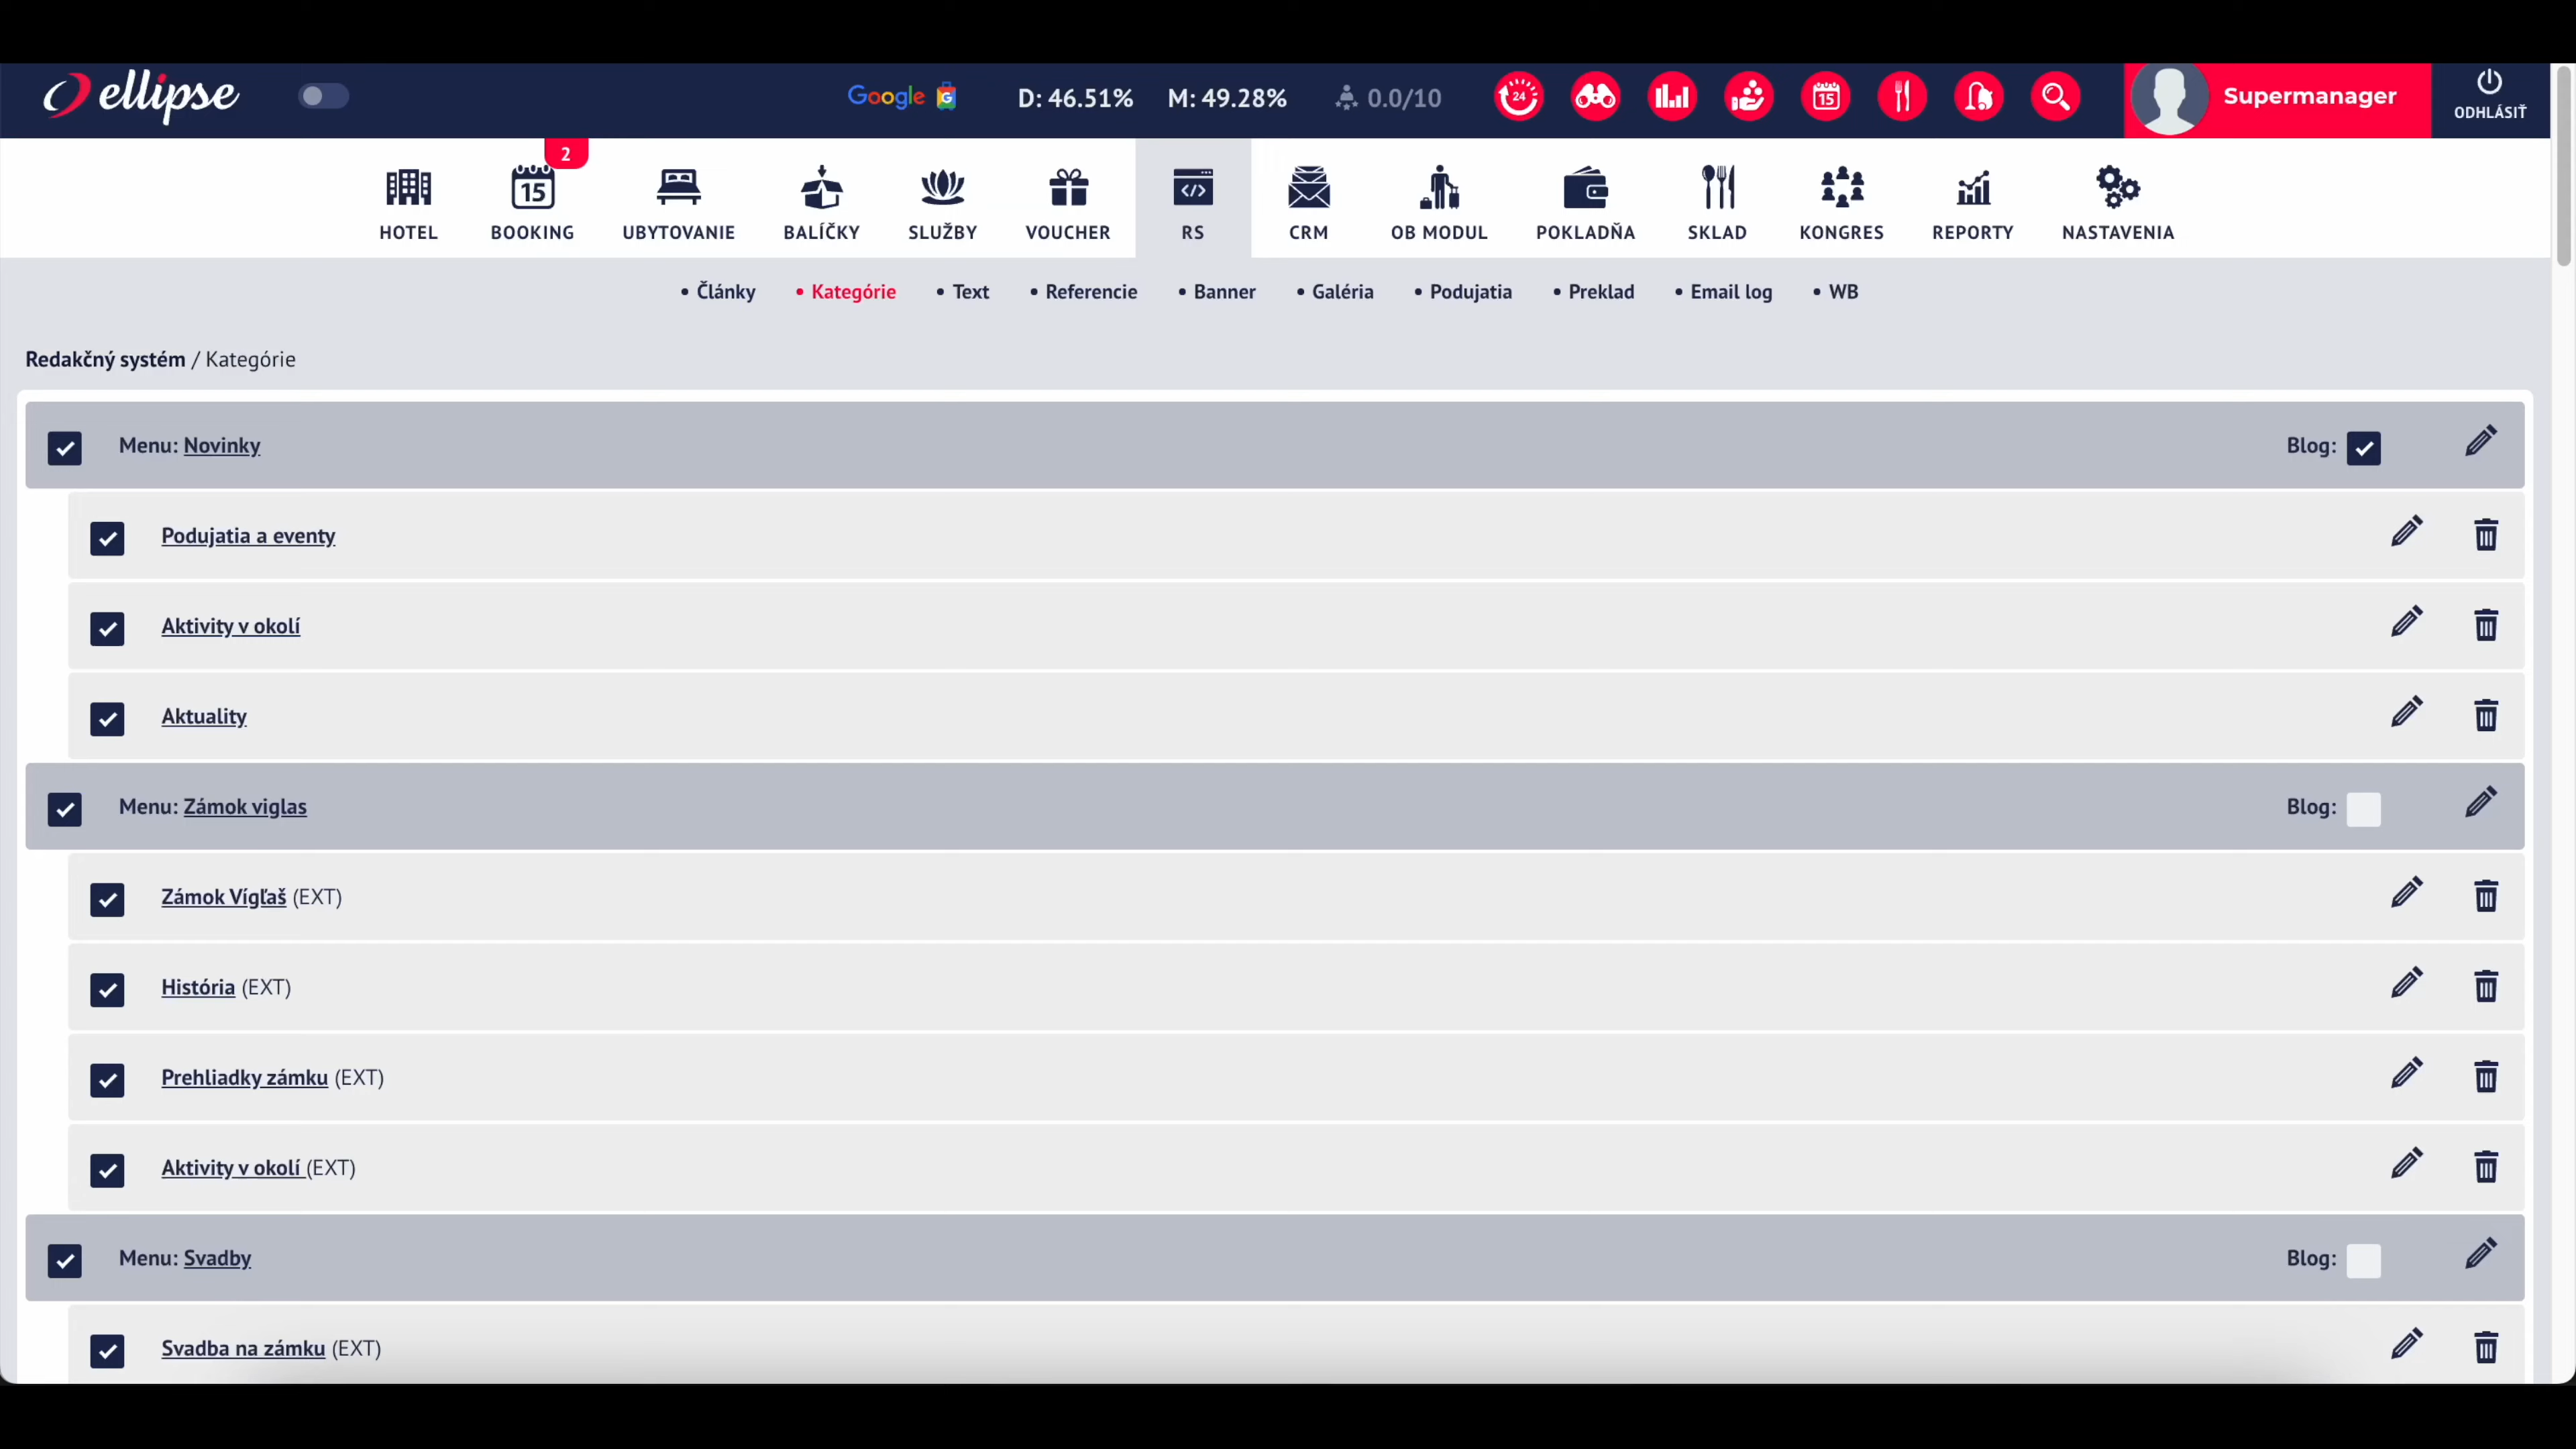 ellipse
Google G D: 46.51% M: 49.28% 0.0/10 24 15 Supermanager ODHLÁSIŤ
2
15
HOTEL BOOKING UBYTOVANIE BALÍČKY SLUŽBY VOUCHER RS CRM OB MODUL POKLADŇA SKLAD KONGRES REPORTY NASTAVENIA
• Články • Kategórie • Text • Referencie • Banner • Galéria • Podujatia • Preklad • Email log • WB
Redakčný systém / Kategórie
Menu: Novinky Blog:
Podujatia a eventy
Aktivity v okolí
Aktuality
Menu: Zámok viglas Blog:
Zámok Vígľaš (EXT)
História (EXT)
Prehliadky zámku (EXT)
Aktivity v okolí (EXT)
Menu: Svadby Blog:
Svadba na zámku (EXT)